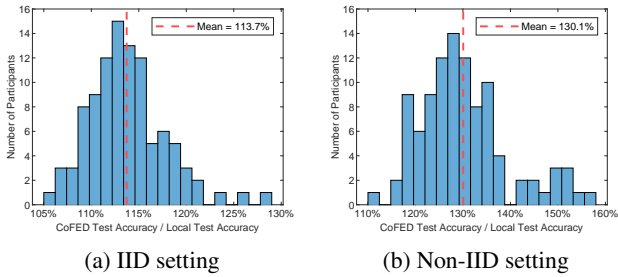 (a)
Mean = 113.7%
16
14
12
10
8
6
4
2
0
Number of Participants
105% 110% 115% 120% 125% 130%
CoFED Test Accuracy / Local Test Accuracy
(a) IID setting
(b)
Mean = 130.1%
16
14
12
10
8
6
4
2
0
Number of Participants
110% 120% 130% 140% 150% 160%
CoFED Test Accuracy / Local Test Accuracy
(b) Non-IID setting